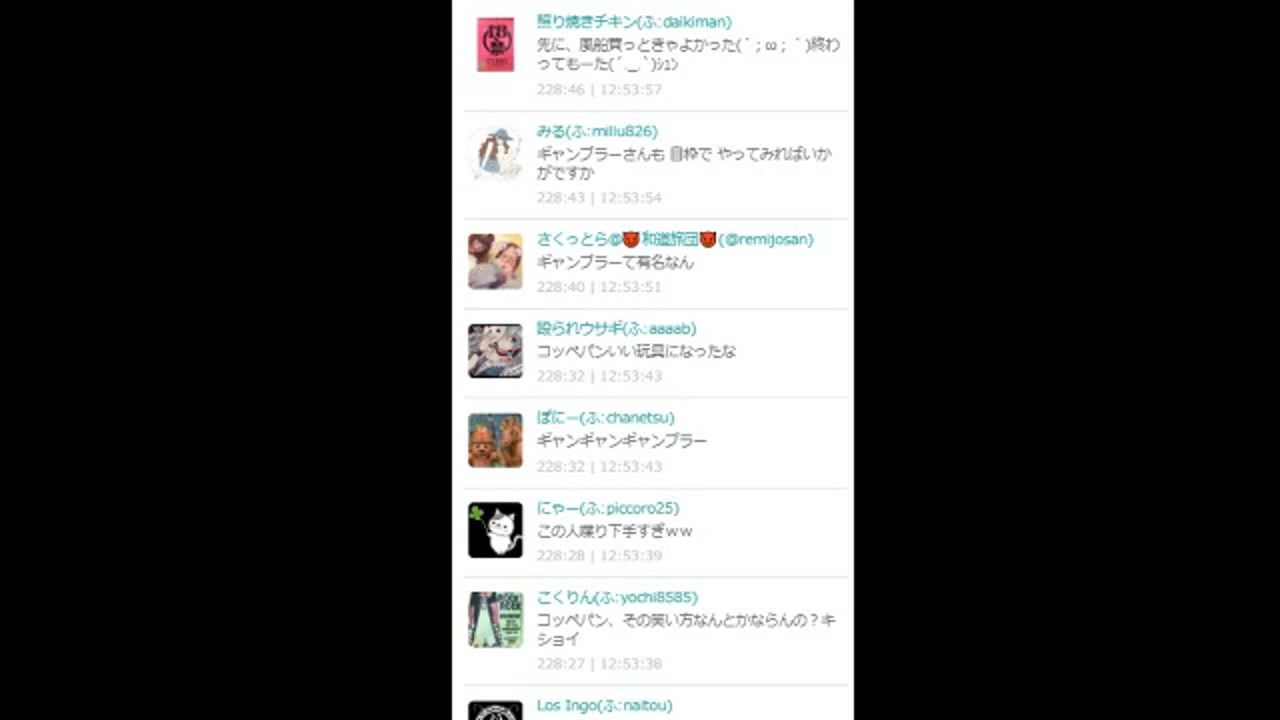 照り焼きチキン(ふ:daikiman)
先に、風船買っときゃよかった(´；ω；｀)終わ
ってもーた(´._.`)ｼｭﾝ
228:46 | 12:53:57
みる(ふ:millu826)
ギャンブラーさんも 自枠で やってみればいか
がですか
228:43 | 12:53:54
さくっとら@👿和道旅団👿(@remijosan)
ギャンブラーて有名なん
228:40 | 12:53:51
殴られウサギ(ふ:aaaab)
コッペパンいい玩具になったな
228:32 | 12:53:43
ぽにー(ふ:chanetsu)
ギャンギャンギャンブラー
228:32 | 12:53:43
にゃー(ふ:piccoro25)
この人喋り下手すぎｗｗ
228:28 | 12:53:39
こくりん(ふ:yochi8585)
コッペパン、その笑い方なんとかならんの？キ
ショイ
228:27 | 12:53:38
Los Ingo(ふ:naitou)